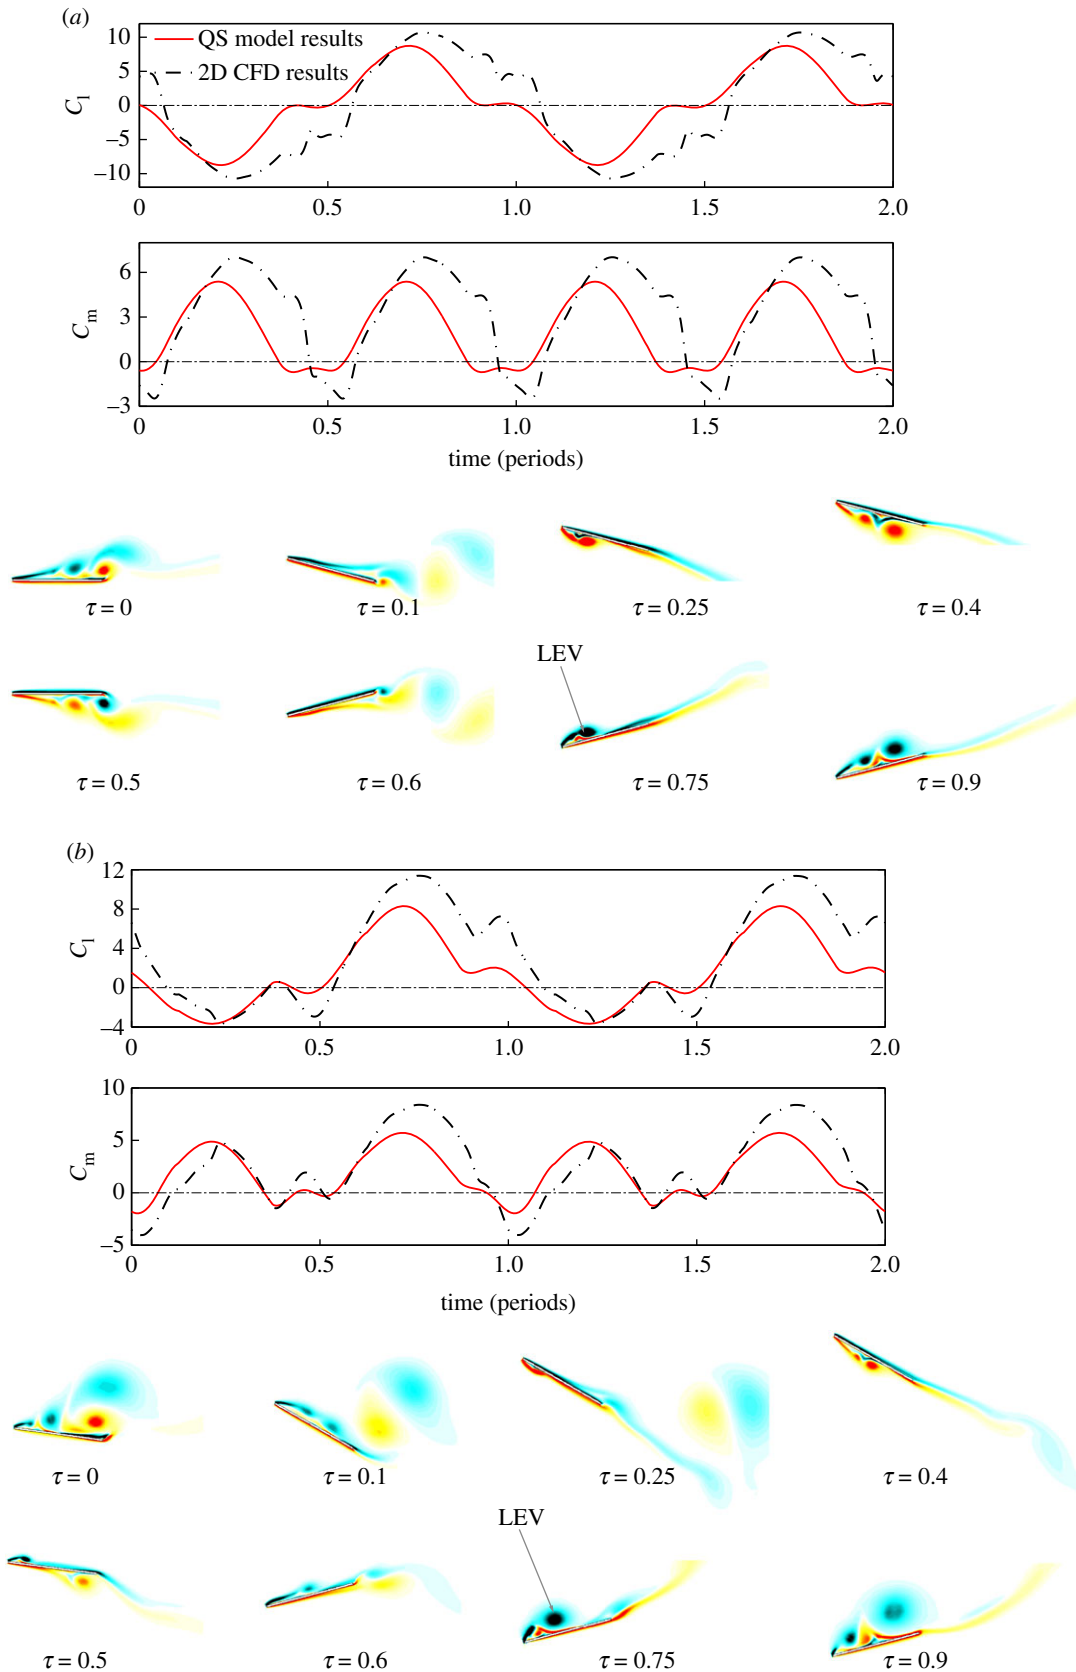 (a)
10
QS model results
5
2D CFD results
C_l
0
−5
−10
0 0.5 1.0 1.5 2.0
6
3
C_m
0
−3
0 0.5 1.0 1.5 2.0
time (periods)
τ = 0 τ = 0.1 τ = 0.25 τ = 0.4
LEV
τ = 0.5 τ = 0.6 τ = 0.75 τ = 0.9
(b)
12
8
C_l
4
0
−4
0 0.5 1.0 1.5 2.0
10
5
C_m
0
−5
0 0.5 1.0 1.5 2.0
time (periods)
τ = 0 τ = 0.1 τ = 0.25 τ = 0.4
LEV
τ = 0.5 τ = 0.6 τ = 0.75 τ = 0.9